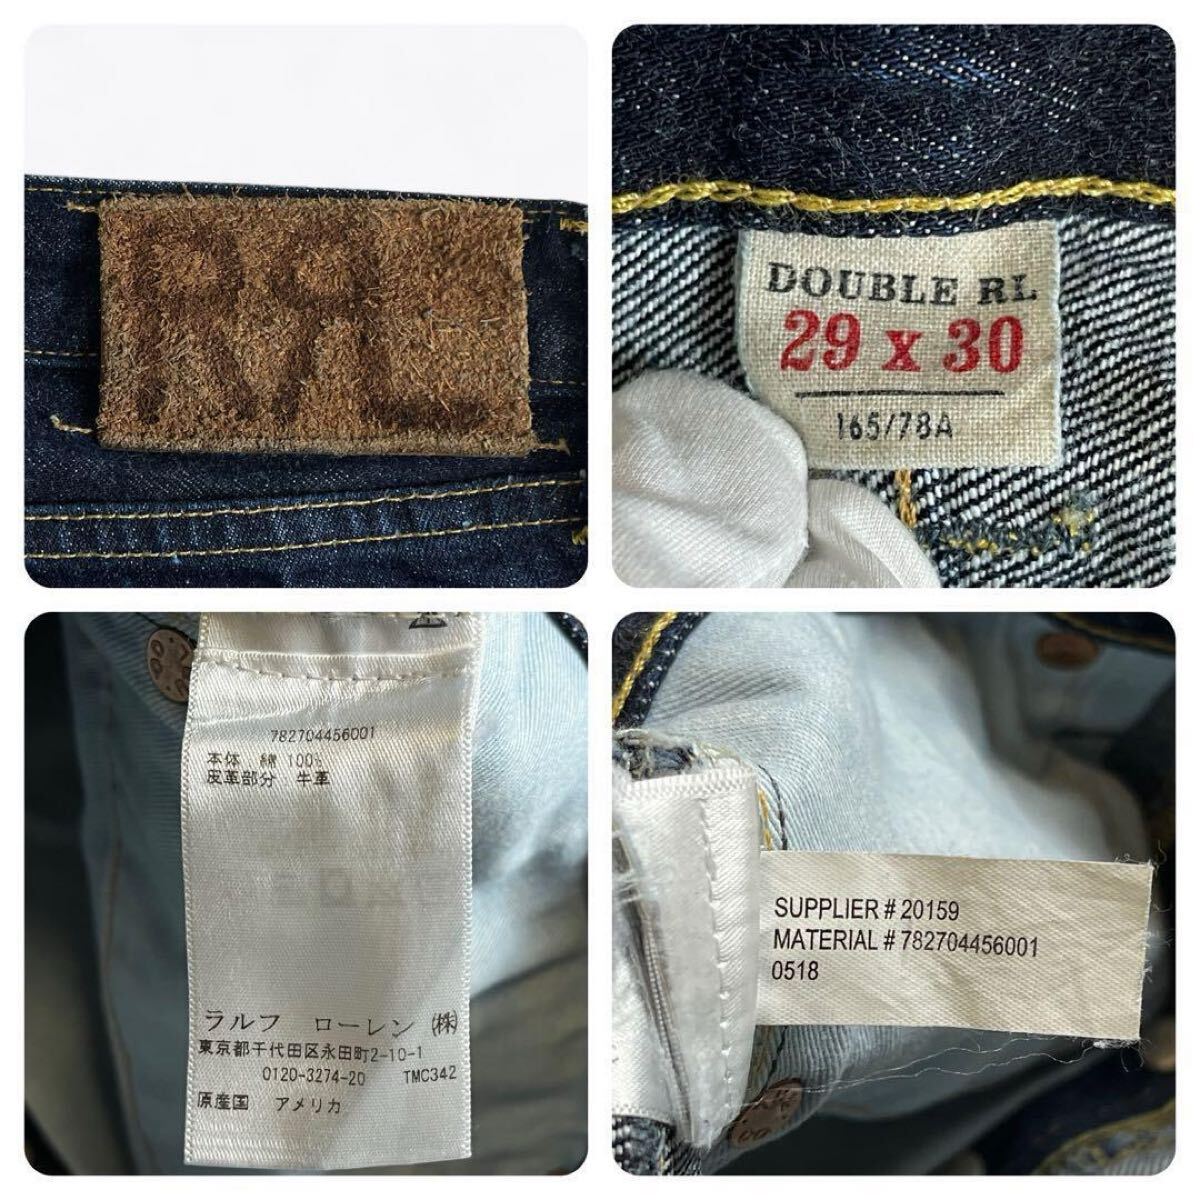 RRL
DOUBLE RL
29 x 30
165/78A
782704456001
本体 綿 100%
皮革部分 牛革
ラルフ ローレン (株)
東京都千代田区永田町2-10-1
0120-3274-20 TMC342
原産国 アメリカ
SUPPLIER # 20159
MATERIAL # 782704456001
0518